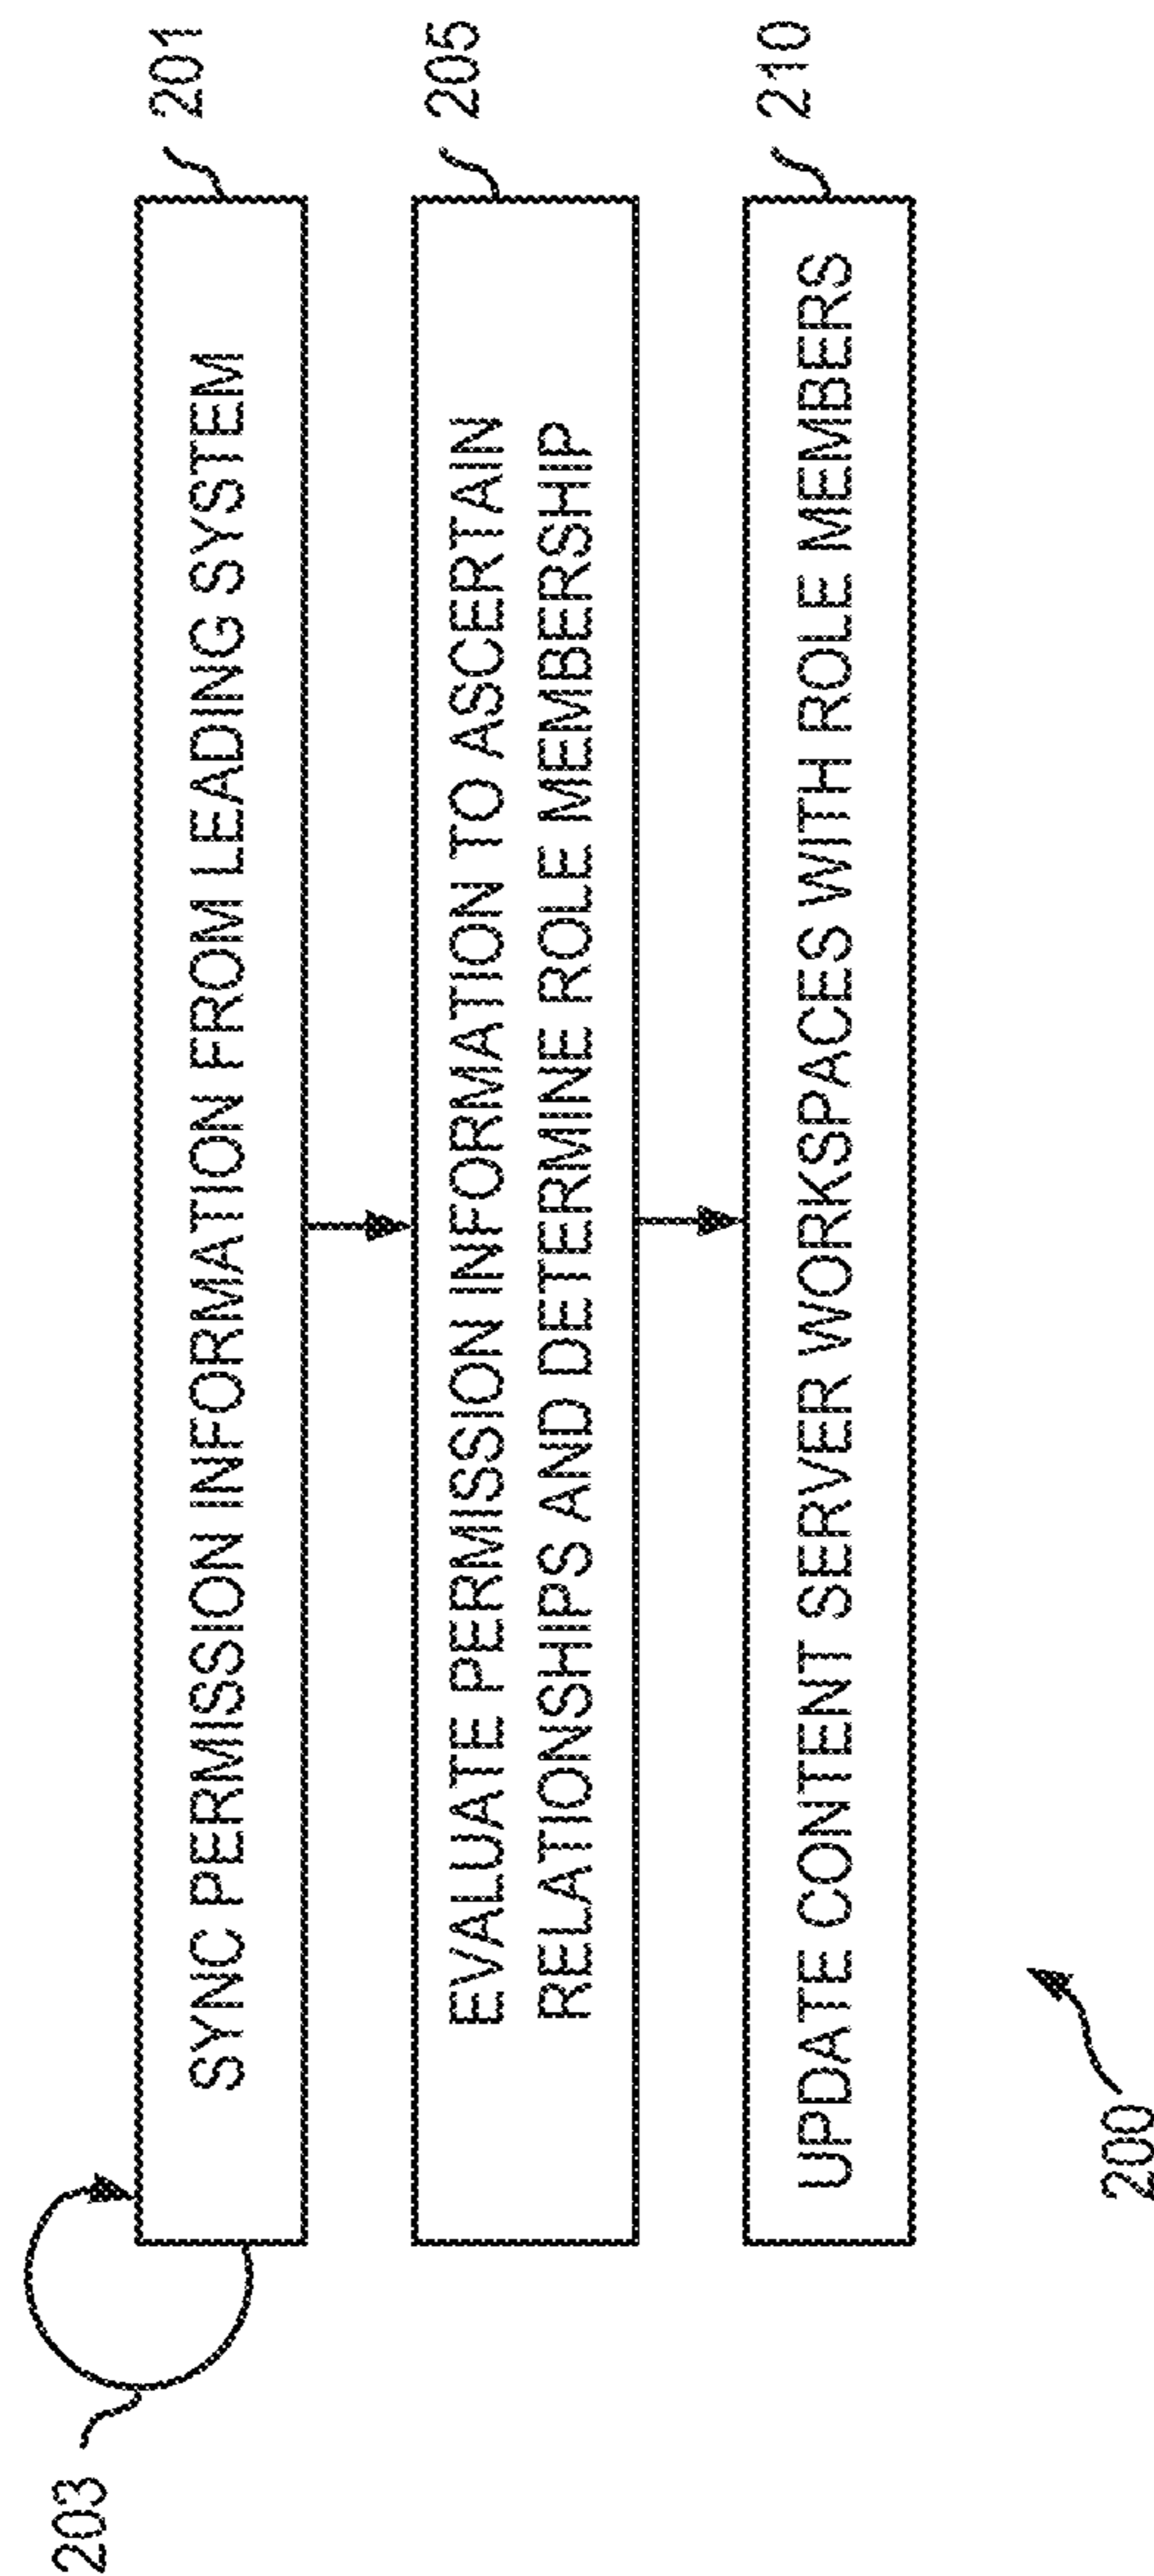 203
SYNC PERMISSION INFORMATION FROM LEADING SYSTEM
201
EVALUATE PERMISSION INFORMATION TO ASCERTAIN
RELATIONSHIPS AND DETERMINE ROLE MEMBERSHIP
205
UPDATE CONTENT SERVER WORKSPACES WITH ROLE MEMBERS
210
200